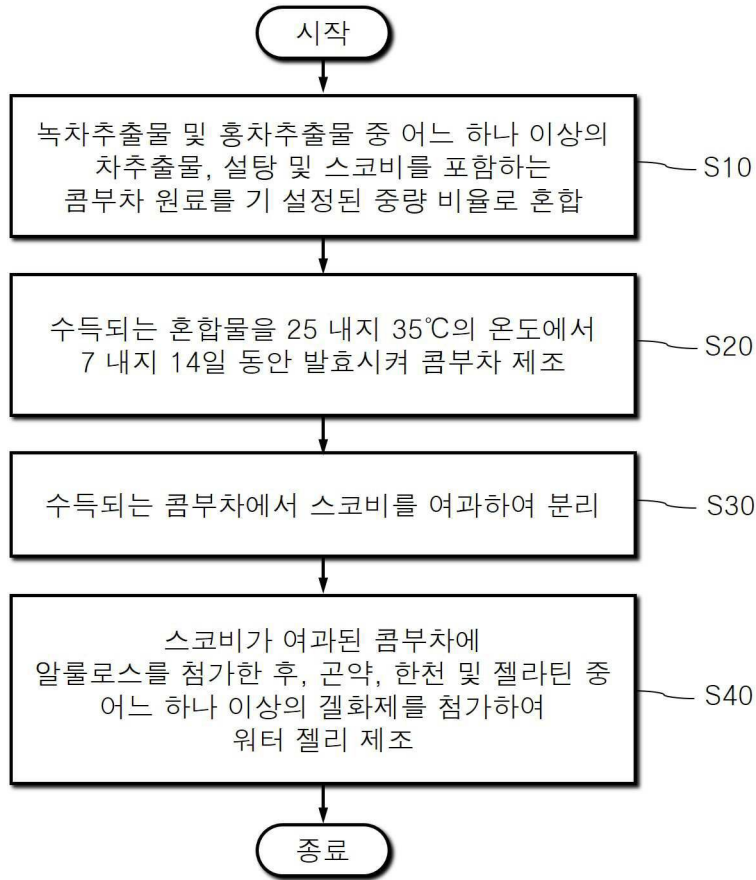 시작
녹차추출물 및 홍차추출물 중 어느 하나 이상의
차추출물, 설탕 및 스코비를 포함하는
콤부차 원료를 기 설정된 중량 비율로 혼합
S10
수득되는 혼합물을 25 내지 35℃의 온도에서
7 내지 14일 동안 발효시켜 콤부차 제조
S20
수득되는 콤부차에서 스코비를 여과하여 분리
S30
스코비가 여과된 콤부차에
알룰로스를 첨가한 후, 곤약, 한천 및 젤라틴 중
어느 하나 이상의 겔화제를 첨가하여
워터 젤리 제조
S40
종료